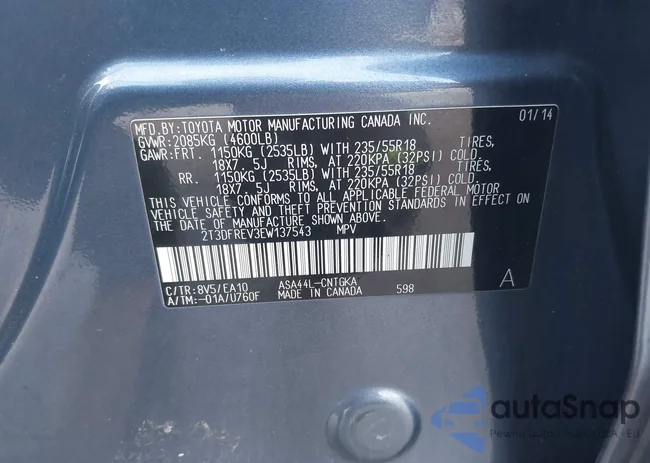 MFD.BY:TOYOTA MOTOR MANUFACTURING CANADA INC. 01/14
GVWR:2085KG (4600LB)
GAWR:FRT. 1150KG (2535LB) WITH 235/55R18 TIRES,
18X7 5J RIMS, AT 220KPA (32PSI) COLD.
RR. 1150KG (2535LB) WITH 235/55R18 TIRES,
18X7 5J RIMS, AT 220KPA (32PSI) COLD.
THIS VEHICLE CONFORMS TO ALL APPLICABLE FEDERAL MOTOR
VEHICLE SAFETY AND THEFT PREVENTION STANDARDS IN EFFECT ON
THE DATE OF MANUFACTURE SHOWN ABOVE.
2T3DFREV3EW137543 MPV
C/TR:8V5/EA10 ASA44L-CNTGKA A
A/TM:-01A/U760F MADE IN CANADA 598
autaSnap